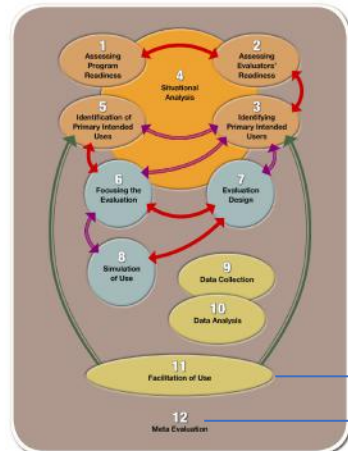 1
Assessing
Program
Readiness
2
Assessing
Evaluators'
Readiness
4
Situational
Analysis
5
Identification of
Primary Intended
Uses
3
Identifying
Primary Intended
Users
6
Focusing the
Evaluation
7
Evaluation
Design
8
Simulation
of Use
9
Data Collection
10
Data Analysis
11
Facilitation of Use
12
Meta Evaluation